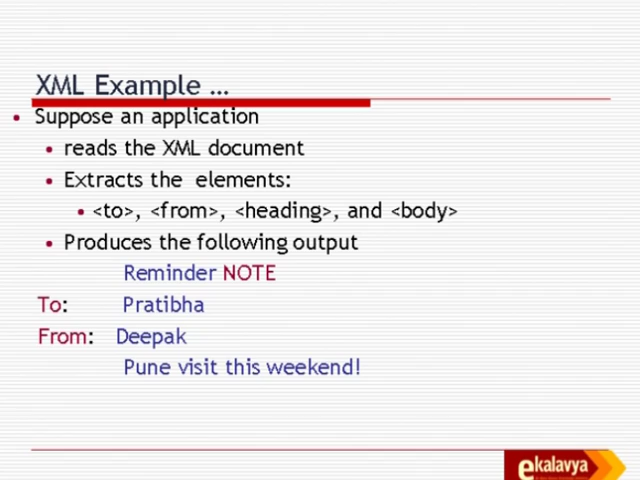 XML Example …
• Suppose an application
• reads the XML document
• Extracts the elements:
• <to>, <from>, <heading>, and <body>
• Produces the following output
Reminder NOTE
To: Pratibha
From: Deepak
Pune visit this weekend!
ekalavya